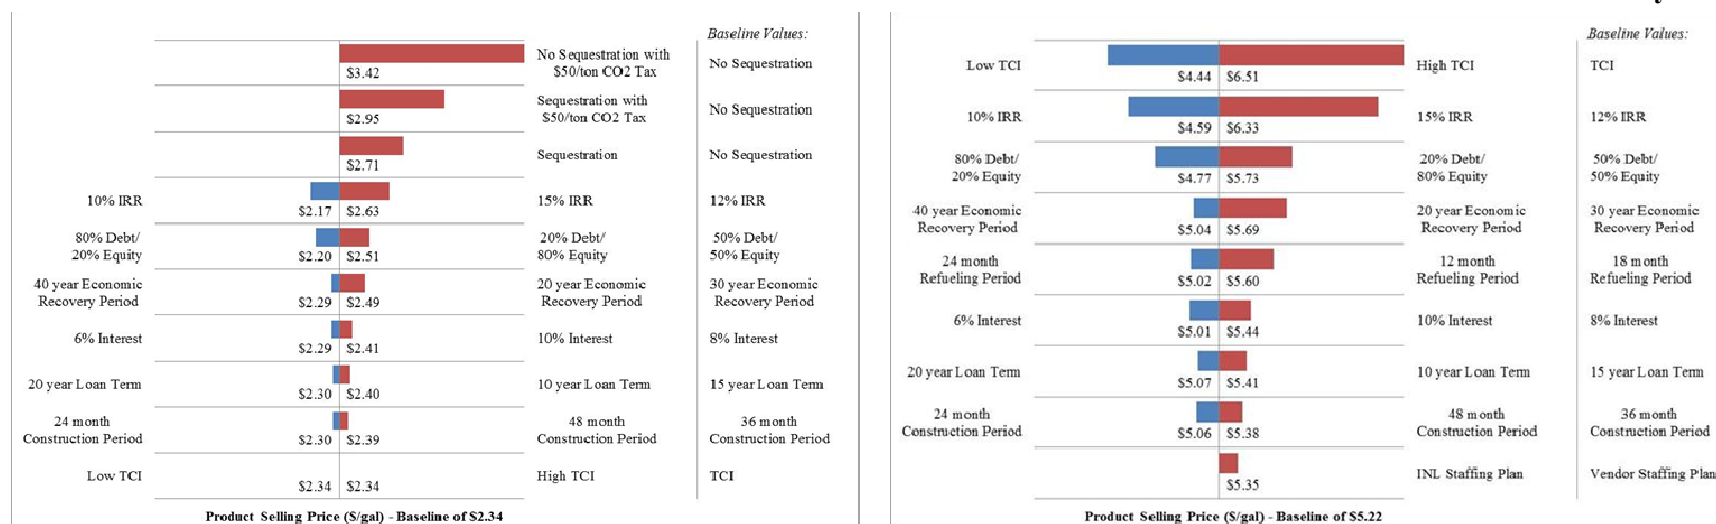 Baseline Values:
No Sequestration with
$50/ton CO2 Tax
No Sequestration
$3.42
Sequestration with
$50/ton CO2 Tax
No Sequestration
$2.95
Sequestration
No Sequestration
$2.71
10% IRR
15% IRR
12% IRR
$2.17 $2.63
80% Debt/
20% Equity
20% Debt/
80% Equity
50% Debt/
50% Equity
$2.20 $2.51
40 year Economic
Recovery Period
20 year Economic
Recovery Period
30 year Economic
Recovery Period
$2.29 $2.49
6% Interest
10% Interest
8% Interest
$2.29 $2.41
20 year Loan Term
10 year Loan Term
15 year Loan Term
$2.30 $2.40
24 month
Construction Period
48 month
Construction Period
36 month
Construction Period
$2.30 $2.39
Low TCI
High TCI
TCI
$2.34 $2.34
Product Selling Price ($/gal) - Baseline of $2.34
Baseline Values:
Low TCI
High TCI
TCI
$4.44 $6.51
10% IRR
15% IRR
12% IRR
$4.59 $6.33
80% Debt/
20% Equity
20% Debt/
80% Equity
50% Debt/
50% Equity
$4.77 $5.73
40 year Economic
Recovery Period
20 year Economic
Recovery Period
30 year Economic
Recovery Period
$5.04 $5.69
24 month
Refueling Period
12 month
Refueling Period
18 month
Refueling Period
$5.02 $5.60
6% Interest
10% Interest
8% Interest
$5.01 $5.44
20 year Loan Term
10 year Loan Term
15 year Loan Term
$5.07 $5.41
24 month
Construction Period
48 month
Construction Period
36 month
Construction Period
$5.06 $5.38
INL Staffing Plan
Vendor Staffing Plan
$5.35
Product Selling Price ($/gal) - Baseline of $5.22